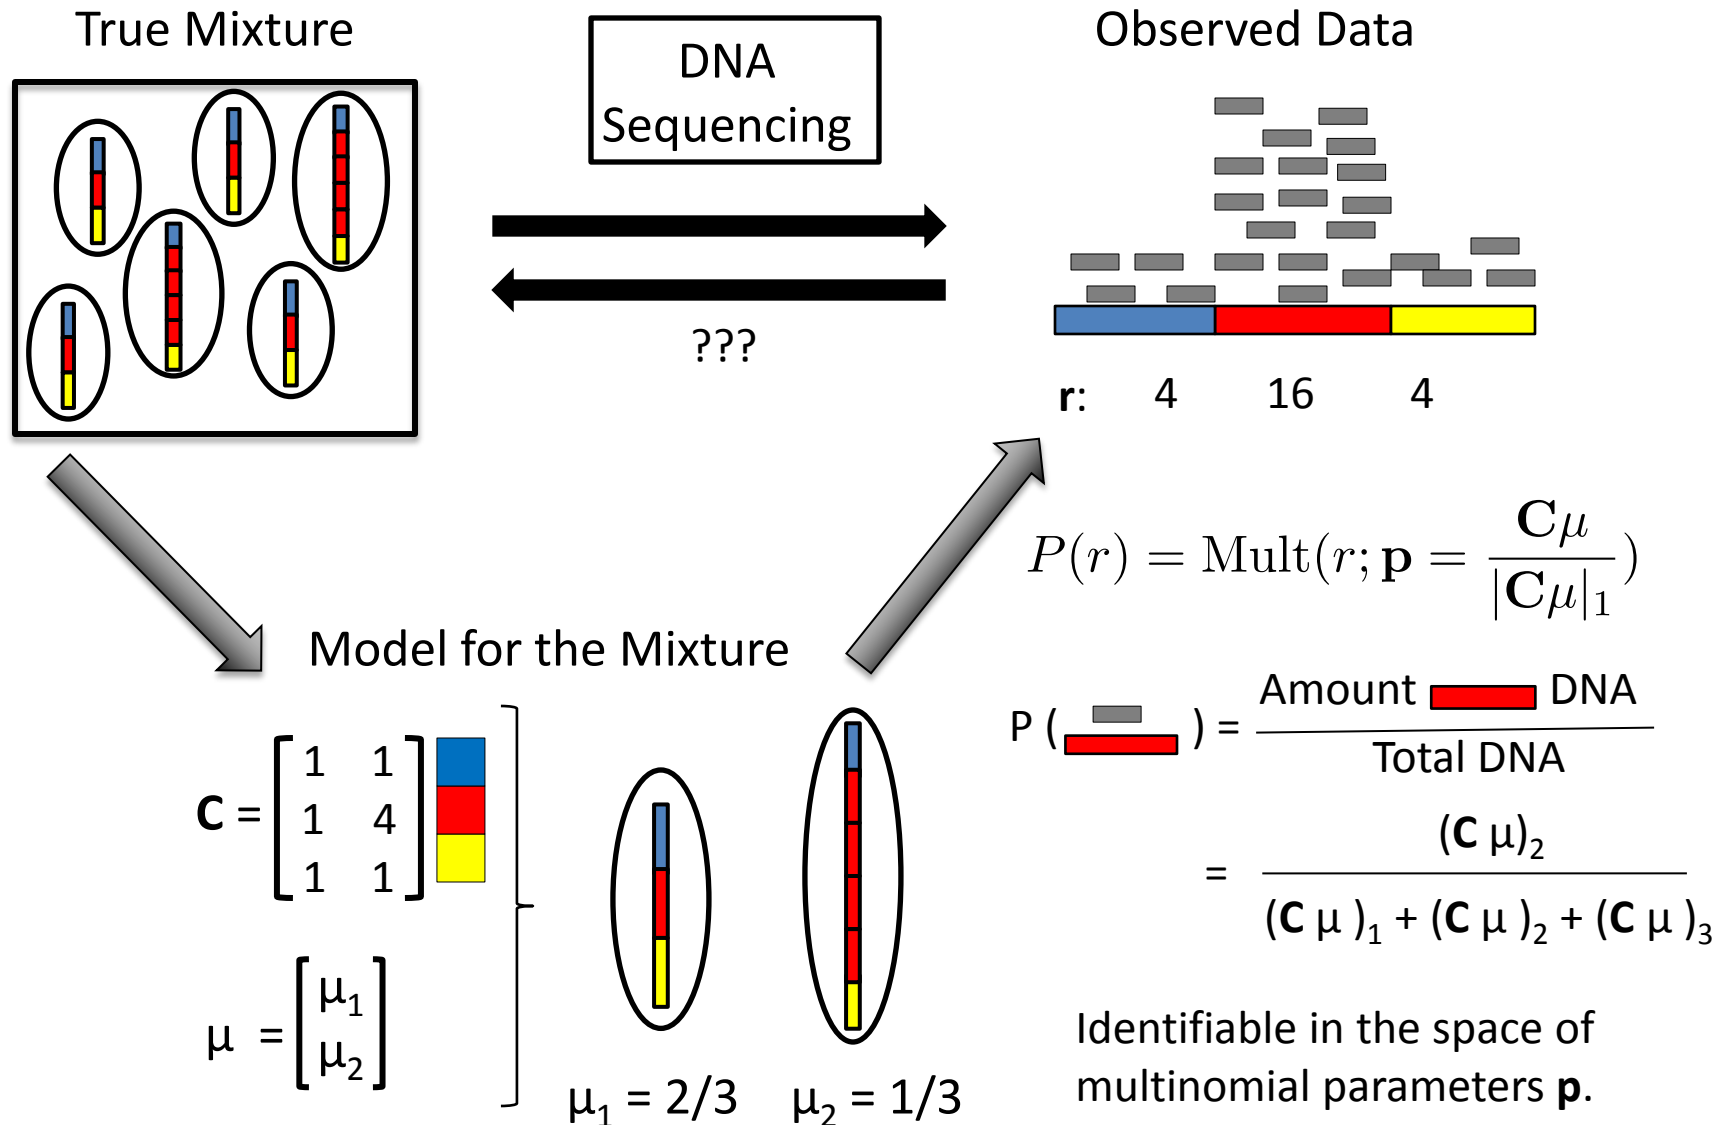 True Mixture
DNA
Sequencing
Observed Data
???
r: 4 16 4
P(r) = Mult(r; p = Cμ / |Cμ|₁)
Model for the Mixture
P ( ) = Amount DNA / Total DNA
= (C μ)₂ / (C μ )₁ + (C μ )₂ + (C μ )₃
C = [ 1 1
1 4
1 1 ]
μ = [ μ₁
μ₂ ]
μ₁ = 2/3 μ₂ = 1/3
Identifiable in the space of
multinomial parameters p.